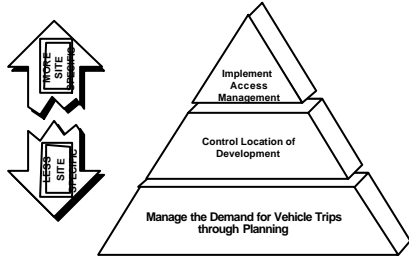 MORE
SITE
SPECIFIC
LESS
SITE
SPECIFIC
Implement
Access
Management
Control Location of
Development
Manage the Demand for Vehicle Trips
through Planning